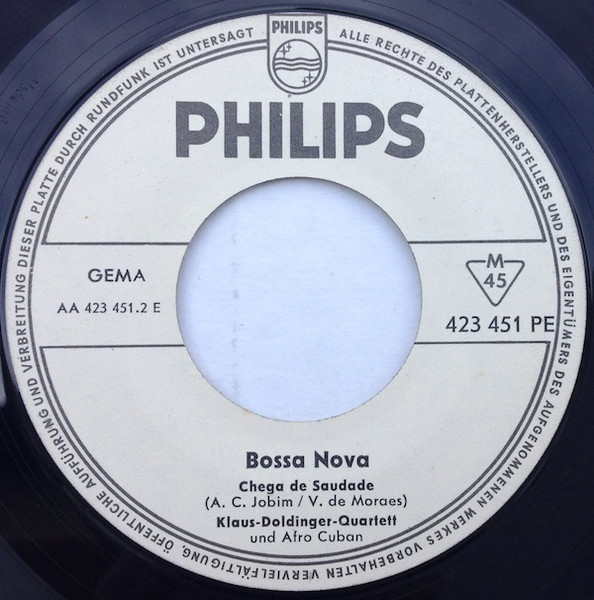 PHILIPS
ALLE RECHTE DES PLATTENHERSTELLERS UND DES EIGENTÜMERS DES AUFGENOMMENEN WERKES VORBEHALTEN VERVIELFÄLTIGUNG, ÖFFENTLICHE AUFFÜHRUNG UND VERBREITUNG DIESER PLATTE DURCH RUNDFUNK IST UNTERSAGT
PHILIPS
GEMA
AA 423 451.2 E
M
45
423 451 PE
Bossa Nova
Chega de Saudade
(A. C. Jobim / V. de Moraes)
Klaus-Doldinger-Quartett
und Afro Cuban